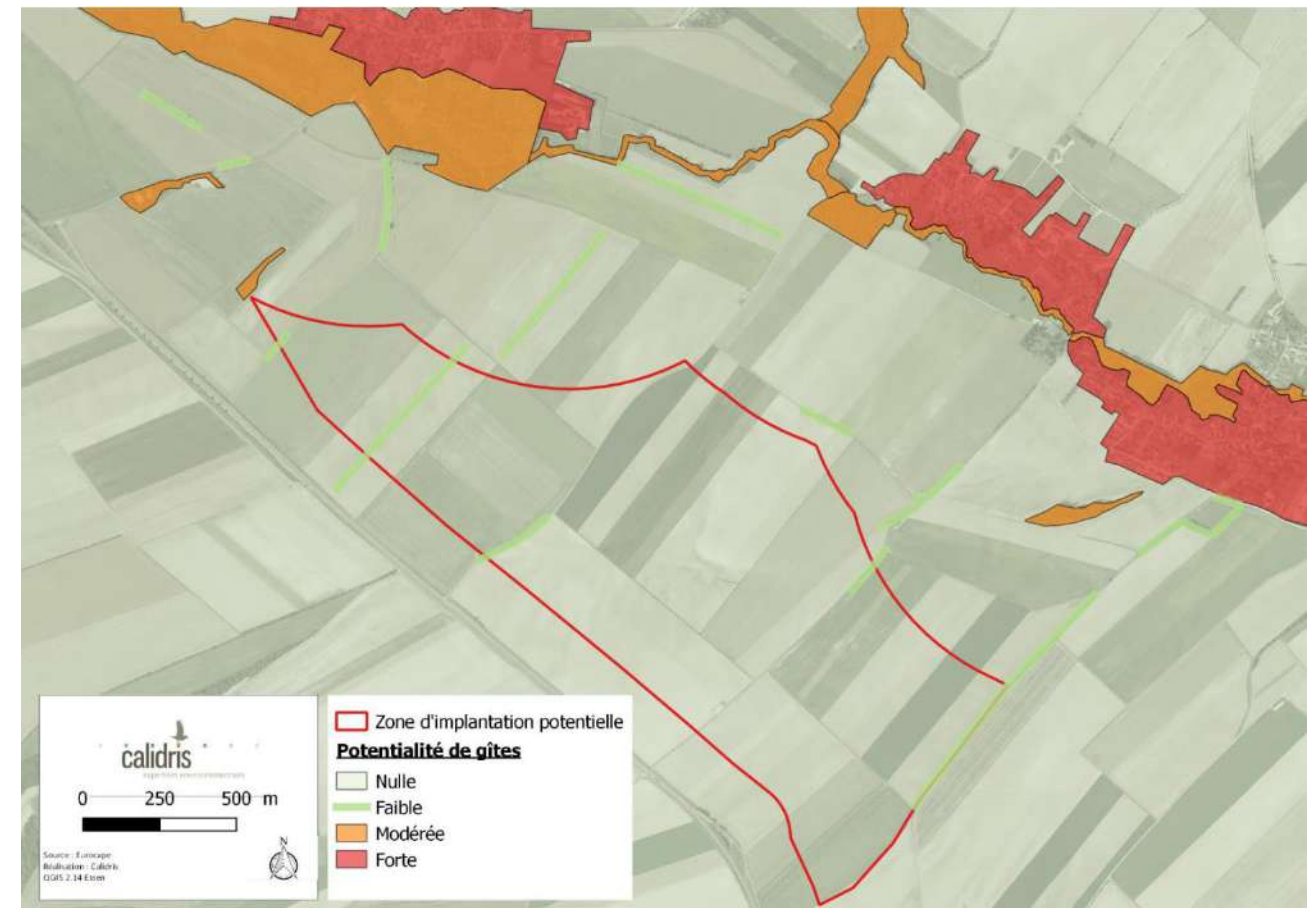 calidris
0 250 500 m
Source : Eurocape
Réalisation : Calidris
QGIS 2.14 Essen
N
Zone d'implantation potentielle
Potentialité de gîtes
Nulle
Faible
Modérée
Forte